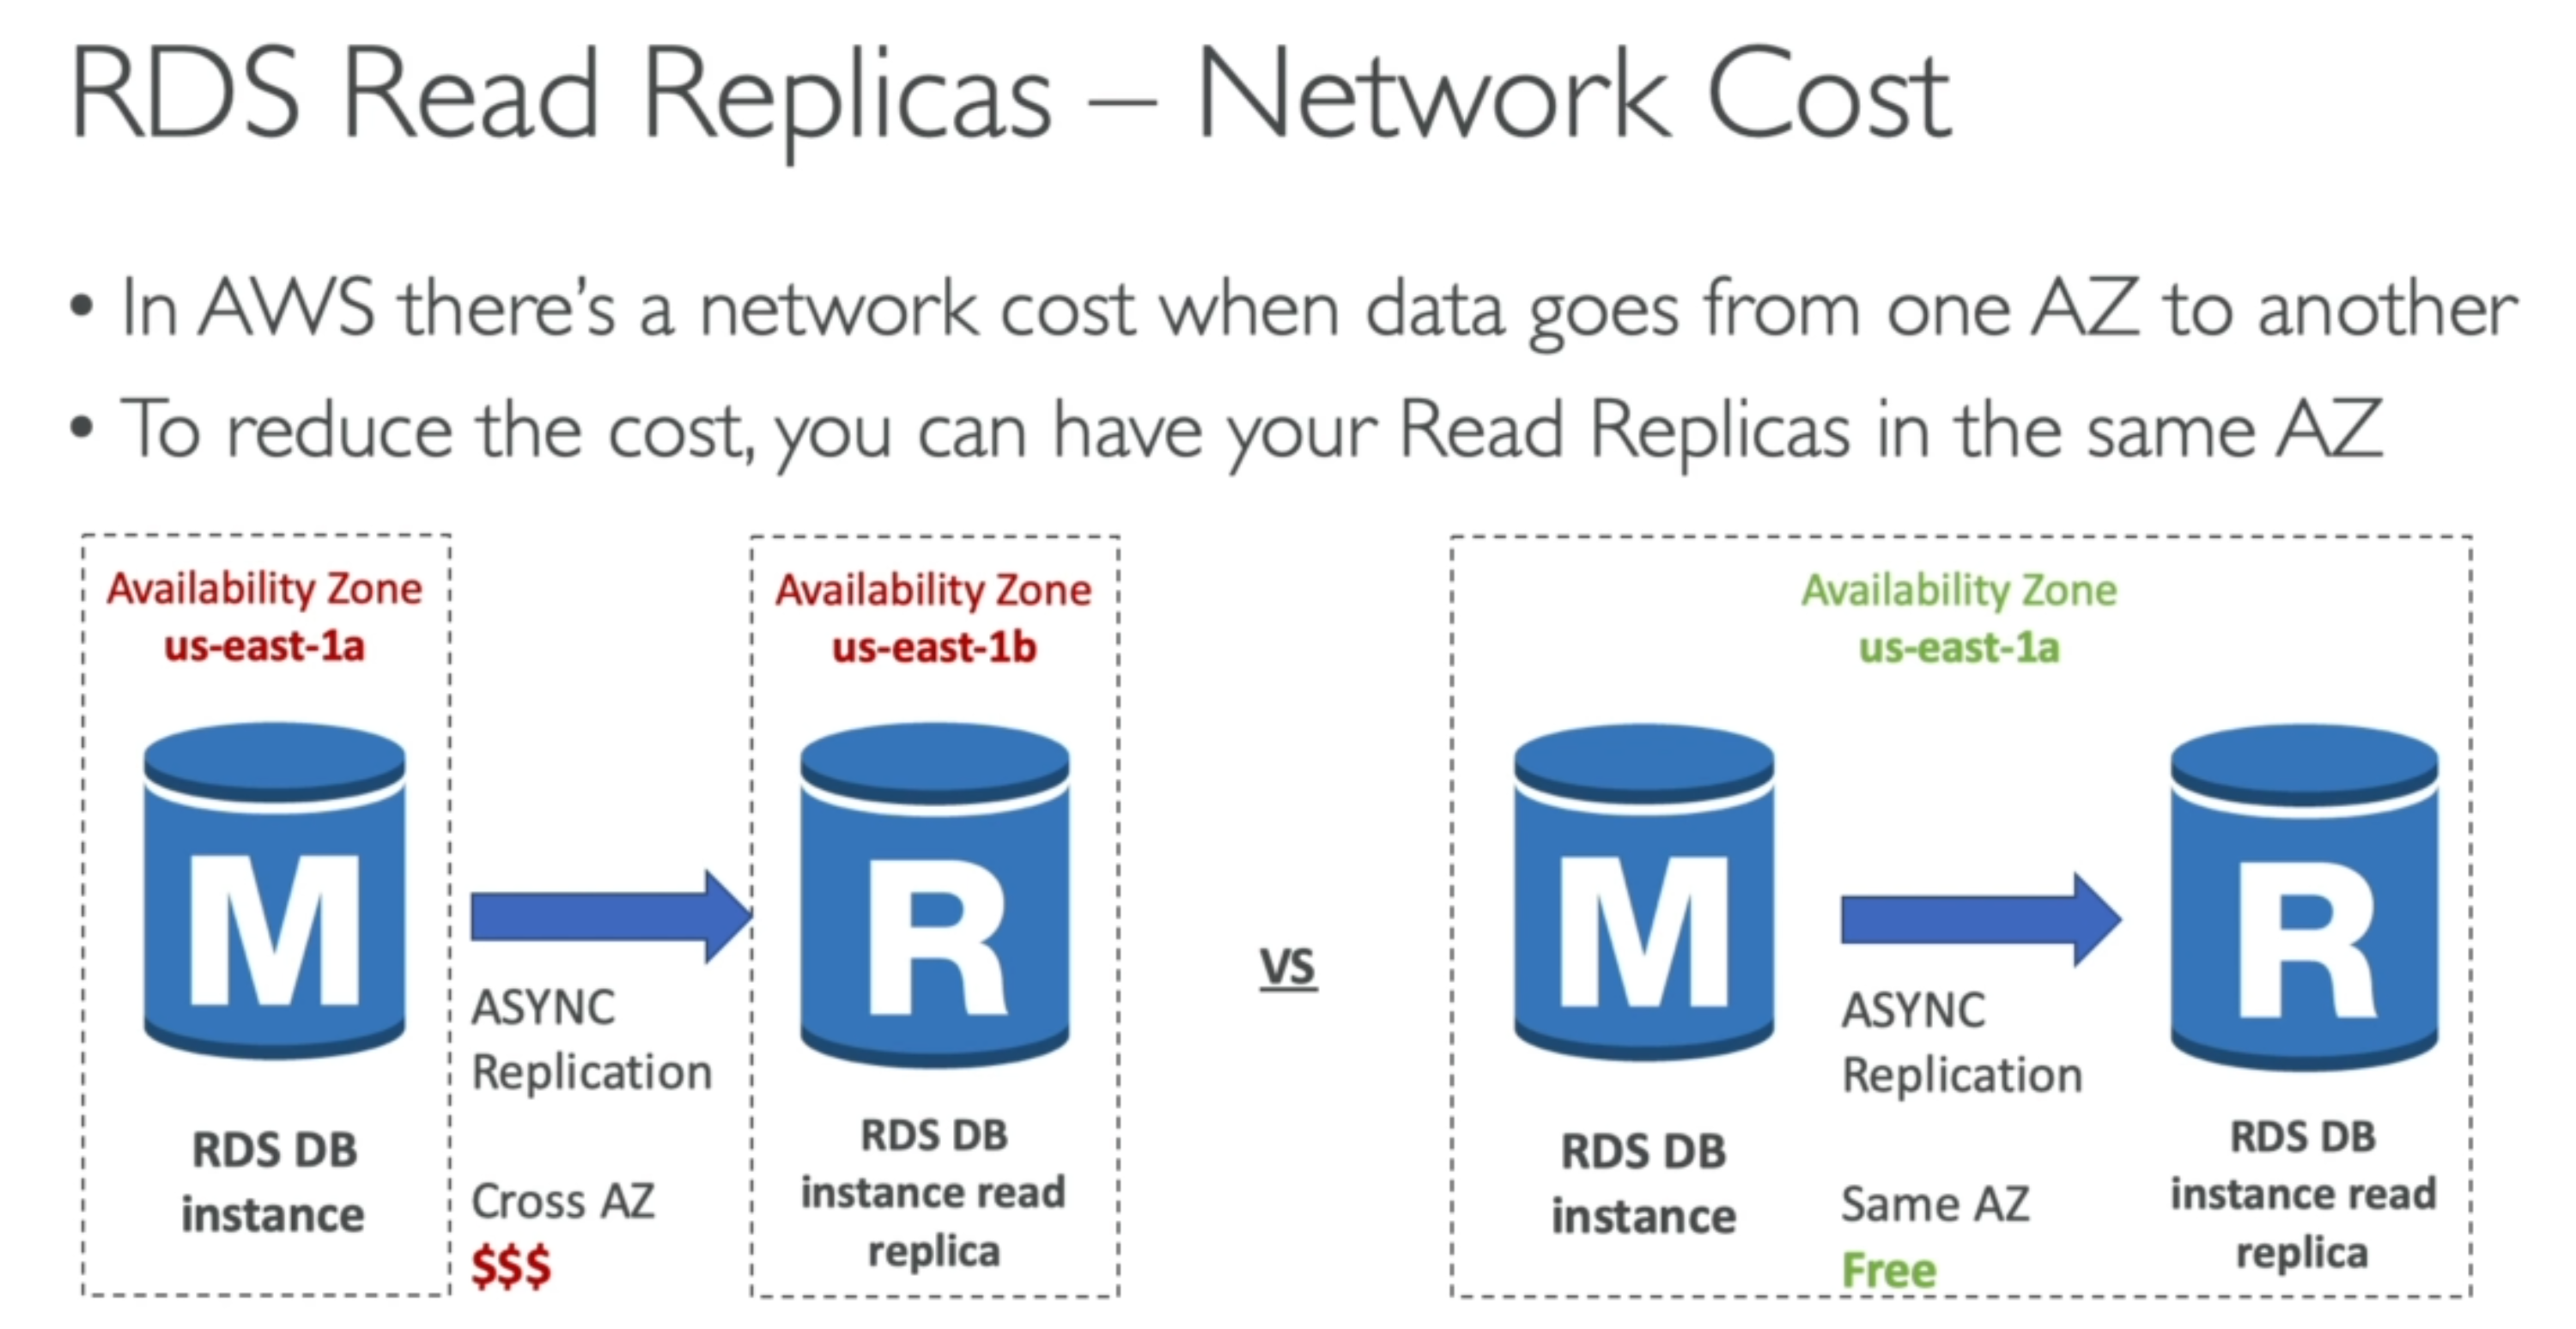 RDS Read Replicas – Network Cost
• In AWS there's a network cost when data goes from one AZ to another
• To reduce the cost, you can have your Read Replicas in the same AZ
Availability Zone
us-east-1a
M
RDS DB
instance
ASYNC
Replication
Cross AZ
$$$
Availability Zone
us-east-1b
R
RDS DB
instance read
replica
vs
Availability Zone
us-east-1a
M
RDS DB
instance
ASYNC
Replication
Same AZ
Free
R
RDS DB
instance read
replica